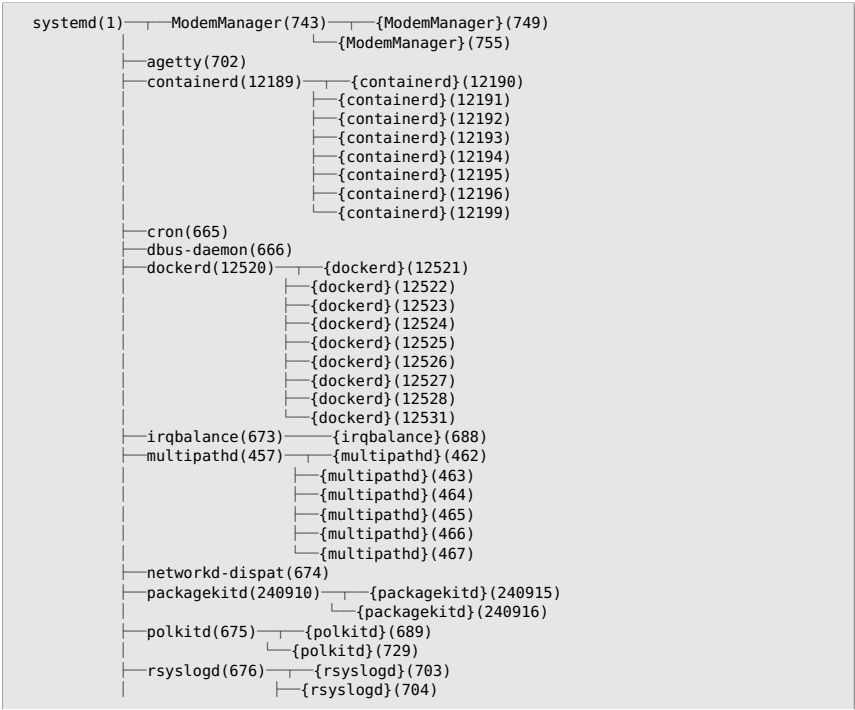 systemd(1)─┬─ModemManager(743)─┬─{ModemManager}(749)
│ └─{ModemManager}(755)
├─agetty(702)
├─containerd(12189)─┬─{containerd}(12190)
│ ├─{containerd}(12191)
│ ├─{containerd}(12192)
│ ├─{containerd}(12193)
│ ├─{containerd}(12194)
│ ├─{containerd}(12195)
│ ├─{containerd}(12196)
│ └─{containerd}(12199)
├─cron(665)
├─dbus-daemon(666)
├─dockerd(12520)─┬─{dockerd}(12521)
│ ├─{dockerd}(12522)
│ ├─{dockerd}(12523)
│ ├─{dockerd}(12524)
│ ├─{dockerd}(12525)
│ ├─{dockerd}(12526)
│ ├─{dockerd}(12527)
│ ├─{dockerd}(12528)
│ └─{dockerd}(12531)
├─irqbalance(673)───{irqbalance}(688)
├─multipathd(457)─┬─{multipathd}(462)
│ ├─{multipathd}(463)
│ ├─{multipathd}(464)
│ ├─{multipathd}(465)
│ ├─{multipathd}(466)
│ └─{multipathd}(467)
├─networkd-dispat(674)
├─packagekitd(240910)─┬─{packagekitd}(240915)
│ └─{packagekitd}(240916)
├─polkitd(675)─┬─{polkitd}(689)
│ └─{polkitd}(729)
├─rsyslogd(676)─┬─{rsyslogd}(703)
│ ├─{rsyslogd}(704)